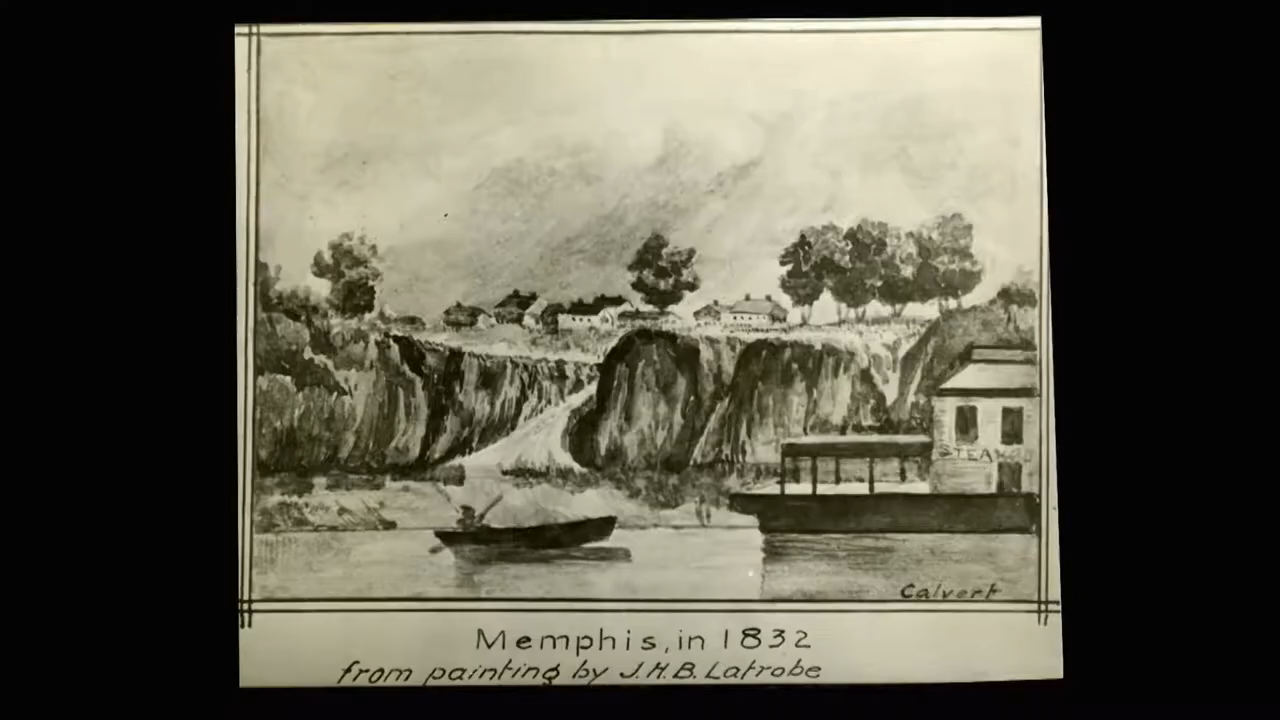 STEAM
Calvert
Memphis, in 1832
from painting by J.H.B. Latrobe